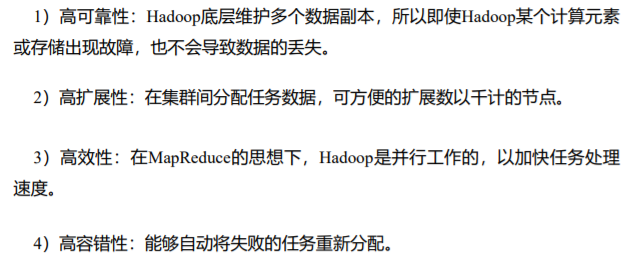 1）高可靠性：Hadoop底层维护多个数据副本，所以即使Hadoop某个计算元素
或存储出现故障，也不会导致数据的丢失。
2）高扩展性：在集群间分配任务数据，可方便的扩展数以千计的节点。
3）高效性：在MapReduce的思想下，Hadoop是并行工作的，以加快任务处理
速度。
4）高容错性：能够自动将失败的任务重新分配。